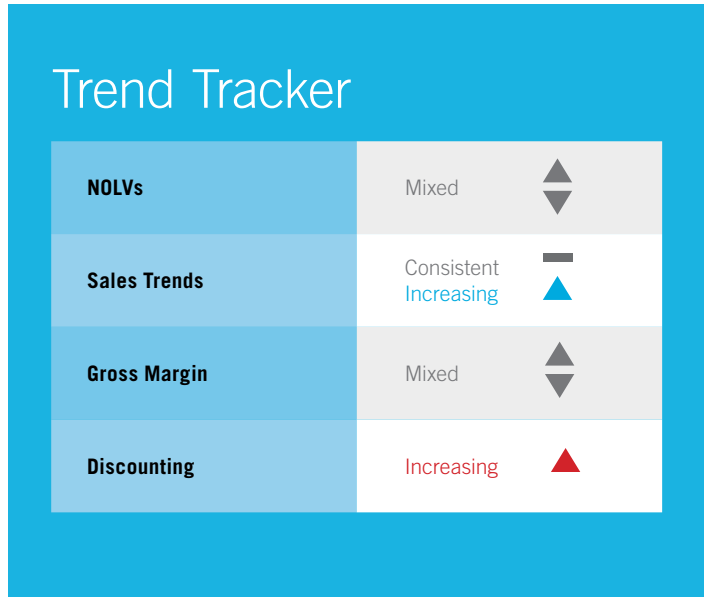 Trend Tracker
NOLVs
Mixed
Sales Trends
Consistent
Increasing
Gross Margin
Mixed
Discounting
Increasing